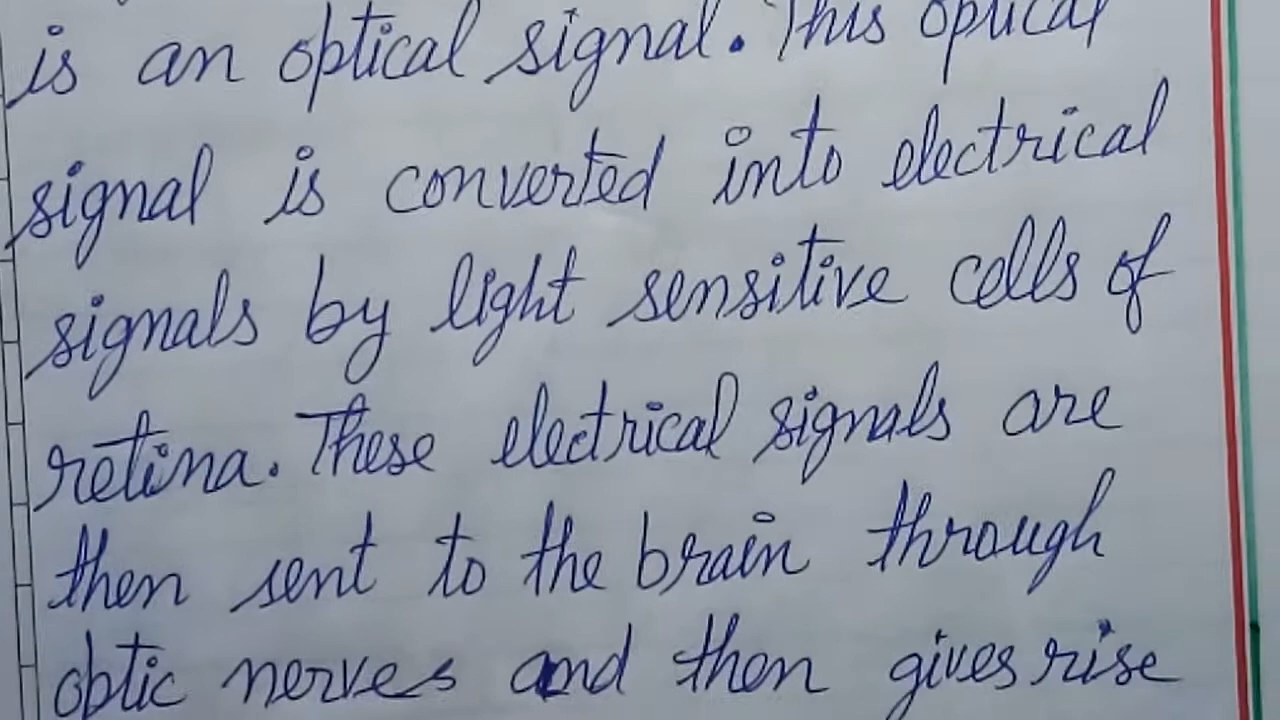 is an optical signal. This optical
signal is converted into electrical
signals by light sensitive cells of
retina. These electrical signals are
then sent to the brain through
optic nerves and then gives rise